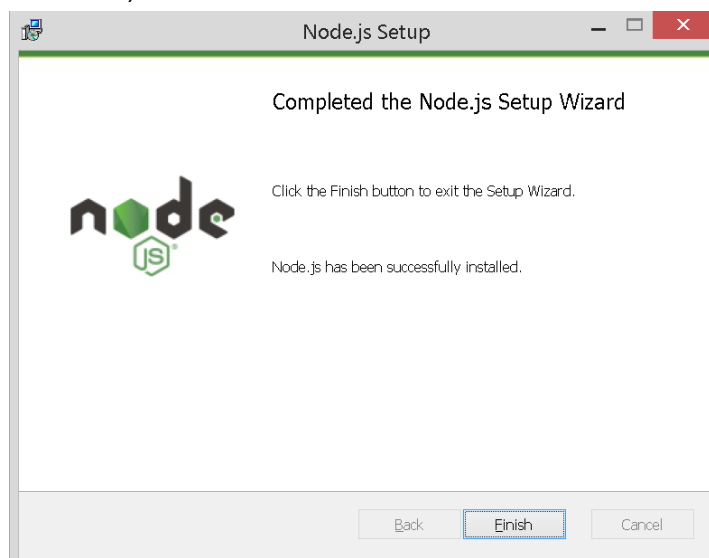 Node.js Setup
Completed the Node.js Setup Wizard
Click the Finish button to exit the Setup Wizard.
node
JS
Node.js has been successfully installed.
Back Finish Cancel